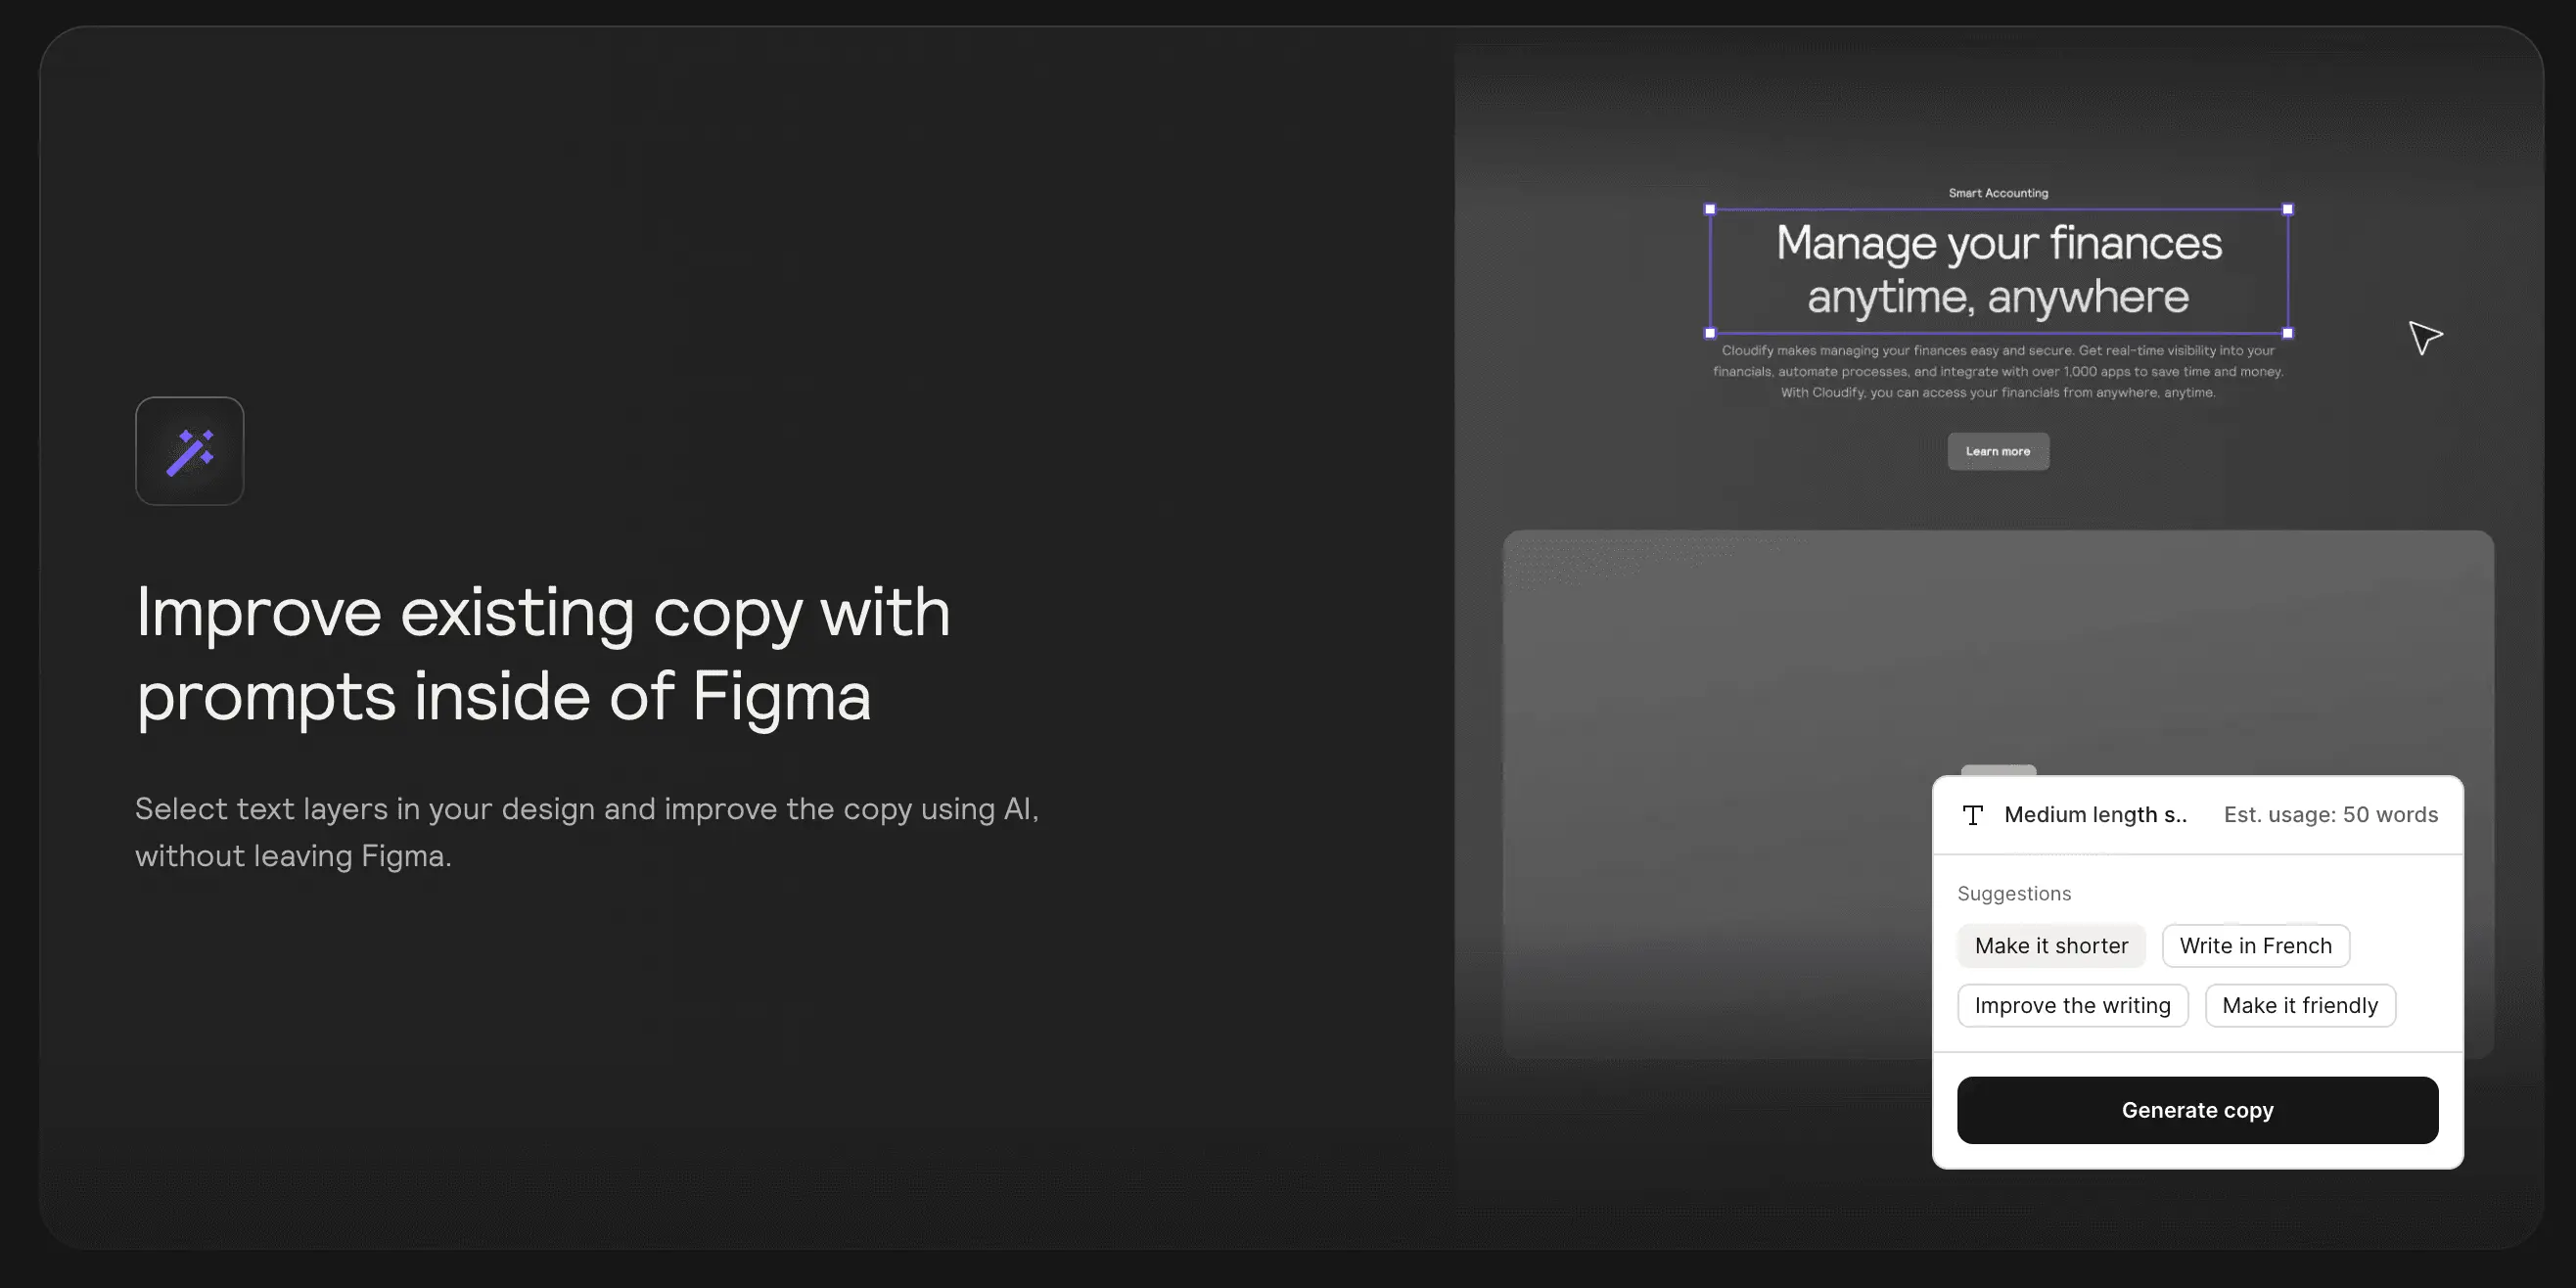 Improve existing copy with
prompts inside of Figma
Select text layers in your design and improve the copy using AI,
without leaving Figma.
Smart Accounting
Manage your finances
anytime, anywhere
Cloudify makes managing your finances easy and secure. Get real-time visibility into your
financials, automate processes, and integrate with over 1,000 apps to save time and money.
With Cloudify, you can access your financials from anywhere, anytime.
Learn more
Medium length s.. Est. usage: 50 words
Suggestions
Make it shorter Write in French
Improve the writing Make it friendly
Generate copy